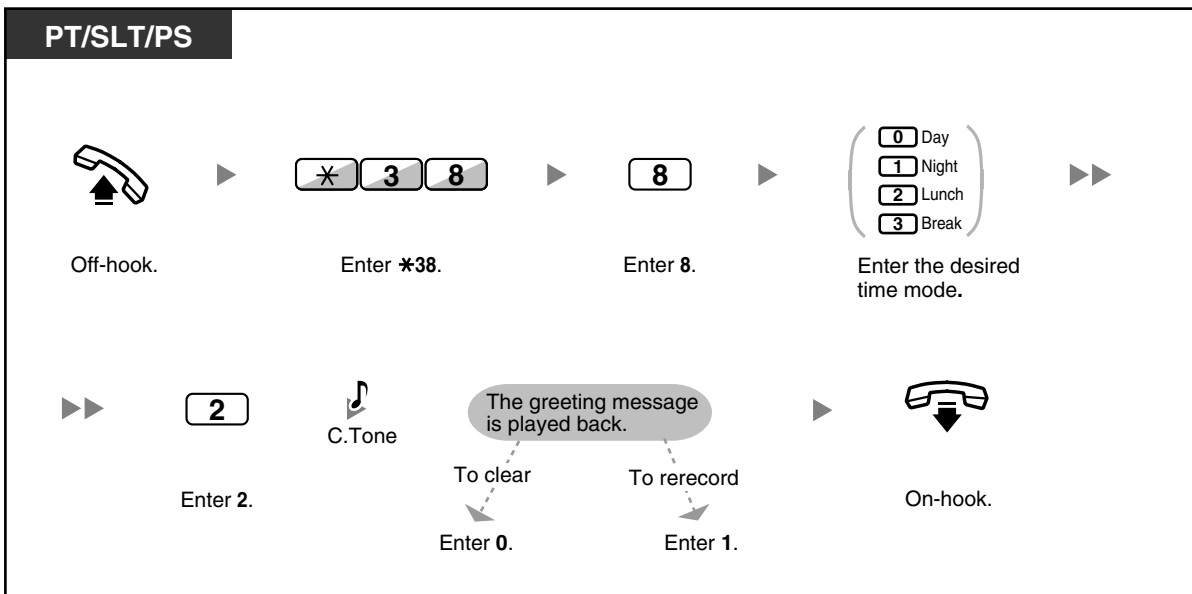 PT/SLT/PS
0 Day
1 Night
2 Lunch
3 Break
✳ 3 8
8
Off-hook.
Enter ✳38.
Enter 8.
Enter the desired
time mode.
2
C.Tone
The greeting message
is played back.
To clear
To rerecord
Enter 2.
On-hook.
Enter 0.
Enter 1.